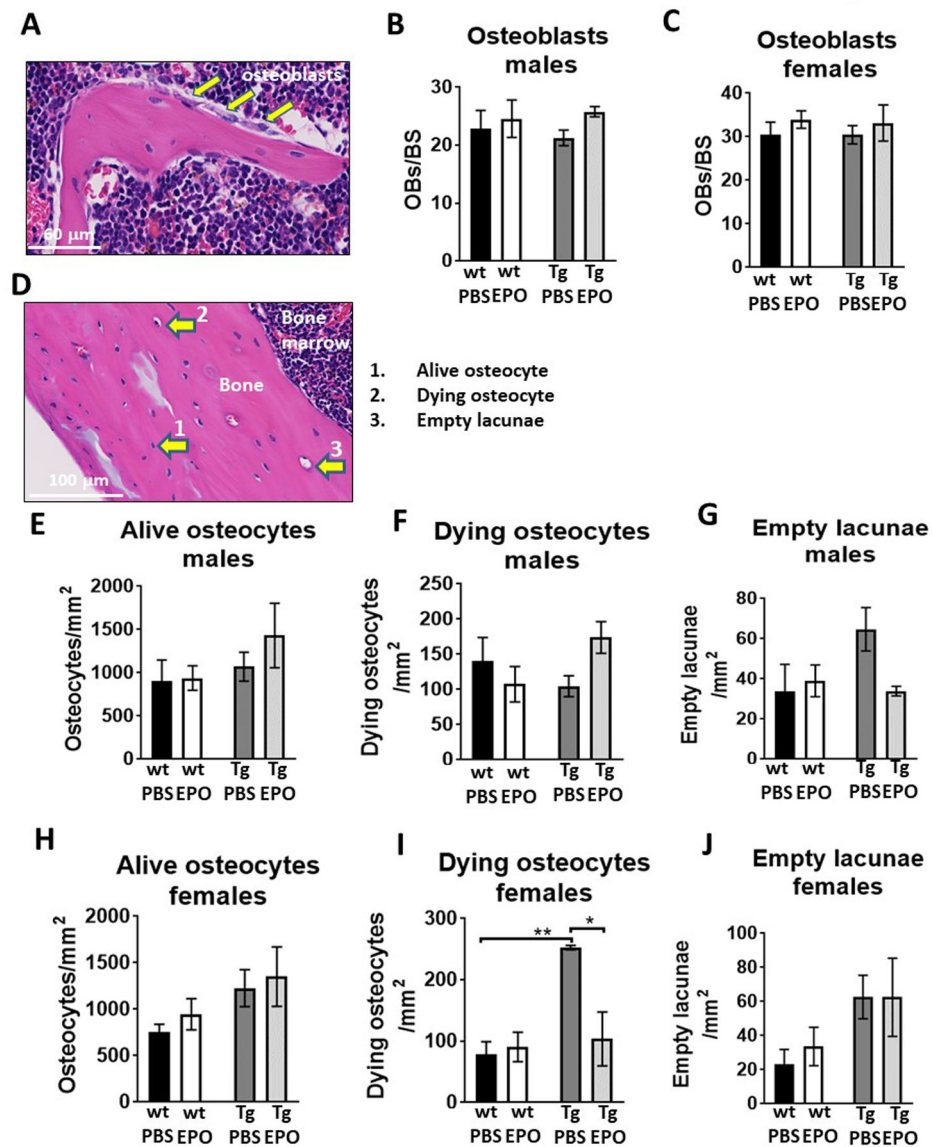 A
osteoblasts
60 μm
B
Osteoblasts
males
OBs/BS
30
20
10
0
wt wt Tg Tg
PBS EPO PBS EPO
C
Osteoblasts
females
OBs/BS
40
30
20
10
0
wt wt Tg Tg
PBS EPO PBS EPO
D
2
Bone
marrow
Bone
1
3
100 μm
1. Alive osteocyte
2. Dying osteocyte
3. Empty lacunae
E
Alive osteocytes
males
Osteocytes/mm²
2000
1500
1000
500
0
wt wt Tg Tg
PBS EPO PBS EPO
F
Dying osteocytes
males
Dying osteocytes
/mm²
250
200
150
100
50
0
wt wt Tg Tg
PBS EPO PBS EPO
G
Empty lacunae
males
Empty lacunae
/mm²
80
60
40
20
0
wt wt Tg Tg
PBS EPO PBS EPO
H
Alive osteocytes
females
Osteocytes/mm²
2000
1500
1000
500
0
wt wt Tg Tg
PBS EPO PBS EPO
I
Dying osteocytes
females
Dying osteocytes
/mm²
300
200
100
0
** *
wt wt Tg Tg
PBS EPO PBS EPO
J
Empty lacunae
females
Empty lacunae
/mm²
100
80
60
40
20
0
wt wt Tg Tg
PBS EPO PBS EPO